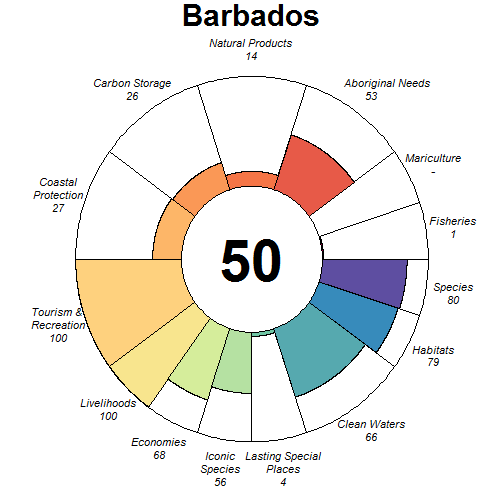 Barbados
Natural Products
14
Carbon Storage
26
Aboriginal Needs
53
Mariculture
-
Coastal
Protection
27
Fisheries
1
50
Species
80
Tourism &
Recreation
100
Habitats
79
Livelihoods
100
Clean Waters
66
Economies
68
Iconic
Species
56
Lasting Special
Places
4